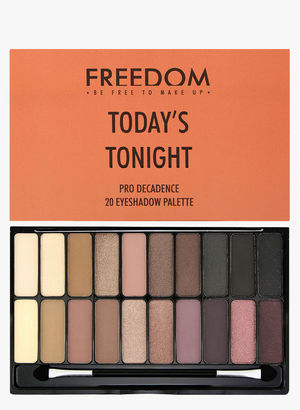 FREEDOM
• BE FREE TO MAKE UP •
TODAY'S
TONIGHT
PRO DECADENCE
20 EYESHADOW PALETTE